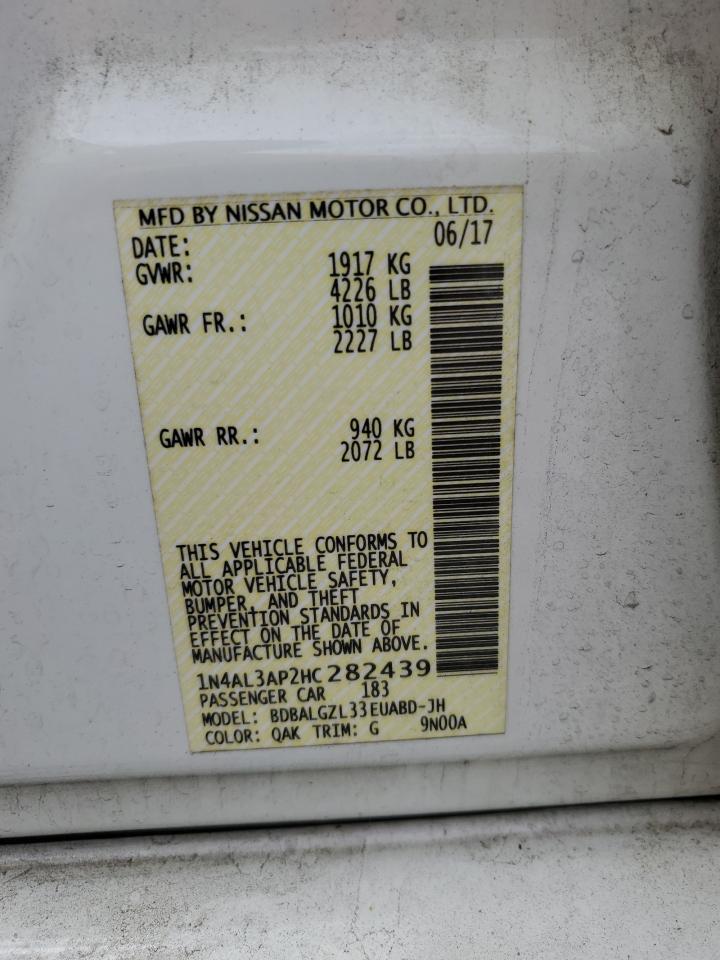 MFD BY NISSAN MOTOR CO., LTD.
DATE: 06/17
GVWR: 1917 KG
4226 LB
GAWR FR.: 1010 KG
2227 LB
GAWR RR.: 940 KG
2072 LB
THIS VEHICLE CONFORMS TO
ALL APPLICABLE FEDERAL
MOTOR VEHICLE SAFETY,
BUMPER, AND THEFT
PREVENTION STANDARDS IN
EFFECT ON THE DATE OF
MANUFACTURE SHOWN ABOVE.
1N4AL3AP2HC282439
PASSENGER CAR 183
MODEL: BDBALGZL33EUABD-JH
COLOR: QAK TRIM: G 9N00A